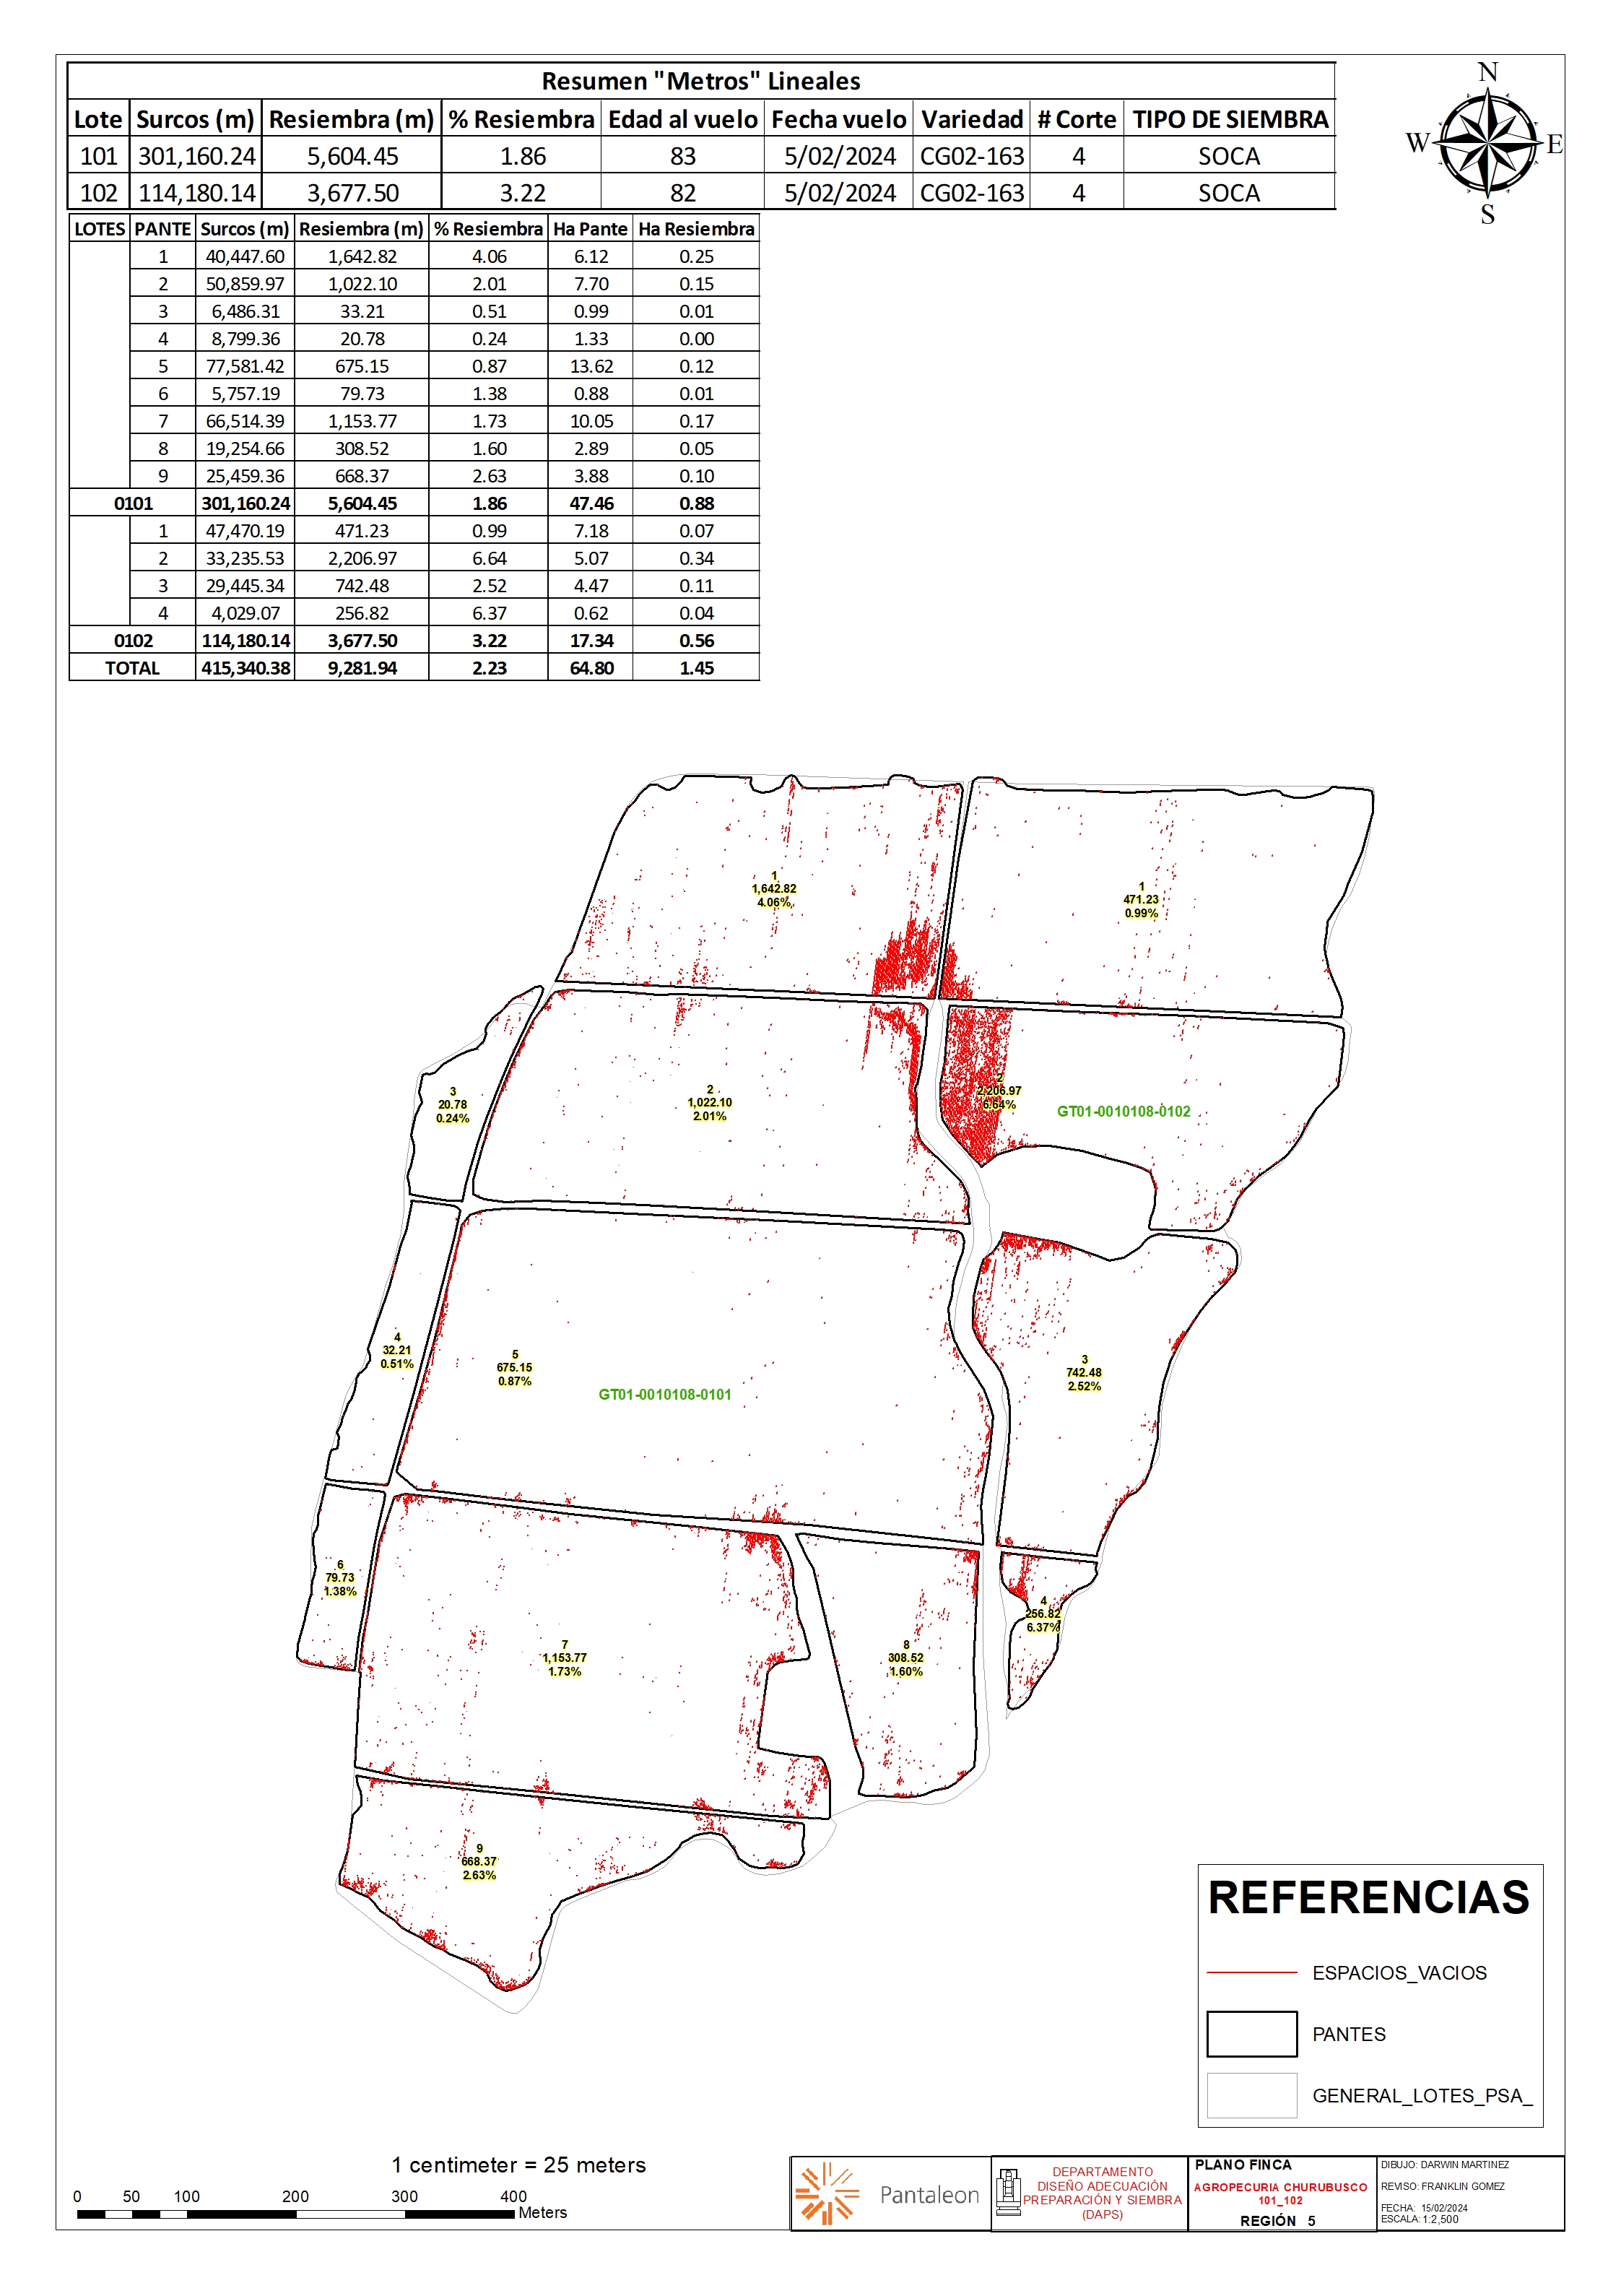 Resumen "Metros" Lineales
Lote Surcos (m) Resiembra (m) % Resiembra Edad al vuelo Fecha vuelo Variedad # Corte TIPO DE SIEMBRA
101 301,160.24 5,604.45 1.86 83 5/02/2024 CG02-163 4 SOCA
102 114,180.14 3,677.50 3.22 82 5/02/2024 CG02-163 4 SOCA
N
W E
S
LOTES PANTE Surcos (m) Resiembra (m) % Resiembra Ha Pante Ha Resiembra
1 40,447.60 1,642.82 4.06 6.12 0.25
2 50,859.97 1,022.10 2.01 7.70 0.15
3 6,486.31 33.21 0.51 0.99 0.01
4 8,799.36 20.78 0.24 1.33 0.00
5 77,581.42 675.15 0.87 13.62 0.12
6 5,757.19 79.73 1.38 0.88 0.01
7 66,514.39 1,153.77 1.73 10.05 0.17
8 19,254.66 308.52 1.60 2.89 0.05
9 25,459.36 668.37 2.63 3.88 0.10
0101 301,160.24 5,604.45 1.86 47.46 0.88
1 47,470.19 471.23 0.99 7.18 0.07
2 33,235.53 2,206.97 6.64 5.07 0.34
3 29,445.34 742.48 2.52 4.47 0.11
4 4,029.07 256.82 6.37 0.62 0.04
0102 114,180.14 3,677.50 3.22 17.34 0.56
TOTAL 415,340.38 9,281.94 2.23 64.80 1.45
1
1,642.82
4.06%
1
471.23
0.99%
3
20.78
0.24%
2
1,022.10
2.01%
2
2,206.97
6.64%
GT01-0010108-0102
4
32.21
0.51%
5
675.15
0.87%
GT01-0010108-0101
3
742.48
2.52%
6
79.73
1.38%
7
1,153.77
1.73%
8
308.52
1.60%
4
256.82
6.37%
9
668.37
2.63%
REFERENCIAS
ESPACIOS_VACIOS
PANTES
GENERAL_LOTES_PSA_
1 centimeter = 25 meters
0 50 100 200 300 400
Meters
Pantaleon
DEPARTAMENTO
DISEÑO ADECUACIÓN
PREPARACIÓN Y SIEMBRA
(DAPS)
PLANO FINCA
AGROPECURIA CHURUBUSCO
101_102
REGIÓN 5
DIBUJO: DARWIN MARTINEZ
REVISO: FRANKLIN GOMEZ
FECHA: 15/02/2024
ESCALA: 1:2,500